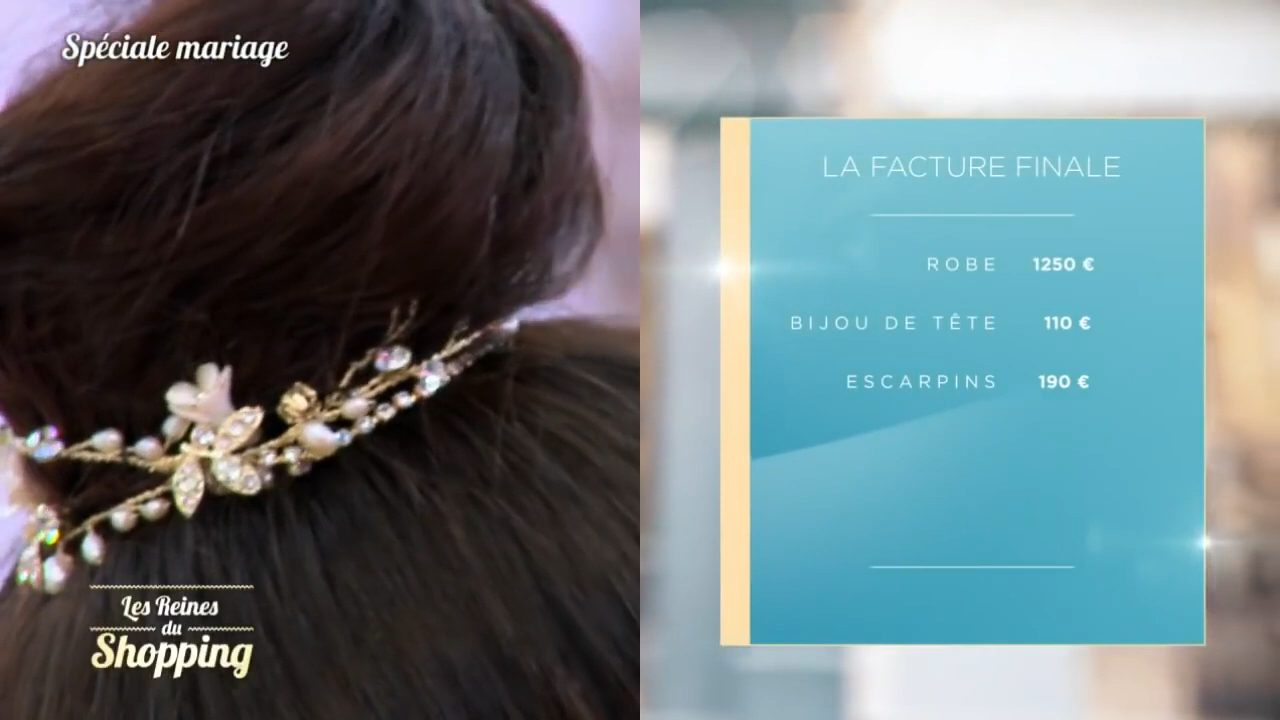 Spéciale mariage
Les Reines
du
Shopping
LA FACTURE FINALE
ROBE 1250 €
BIJOU DE TÊTE 110 €
ESCARPINS 190 €